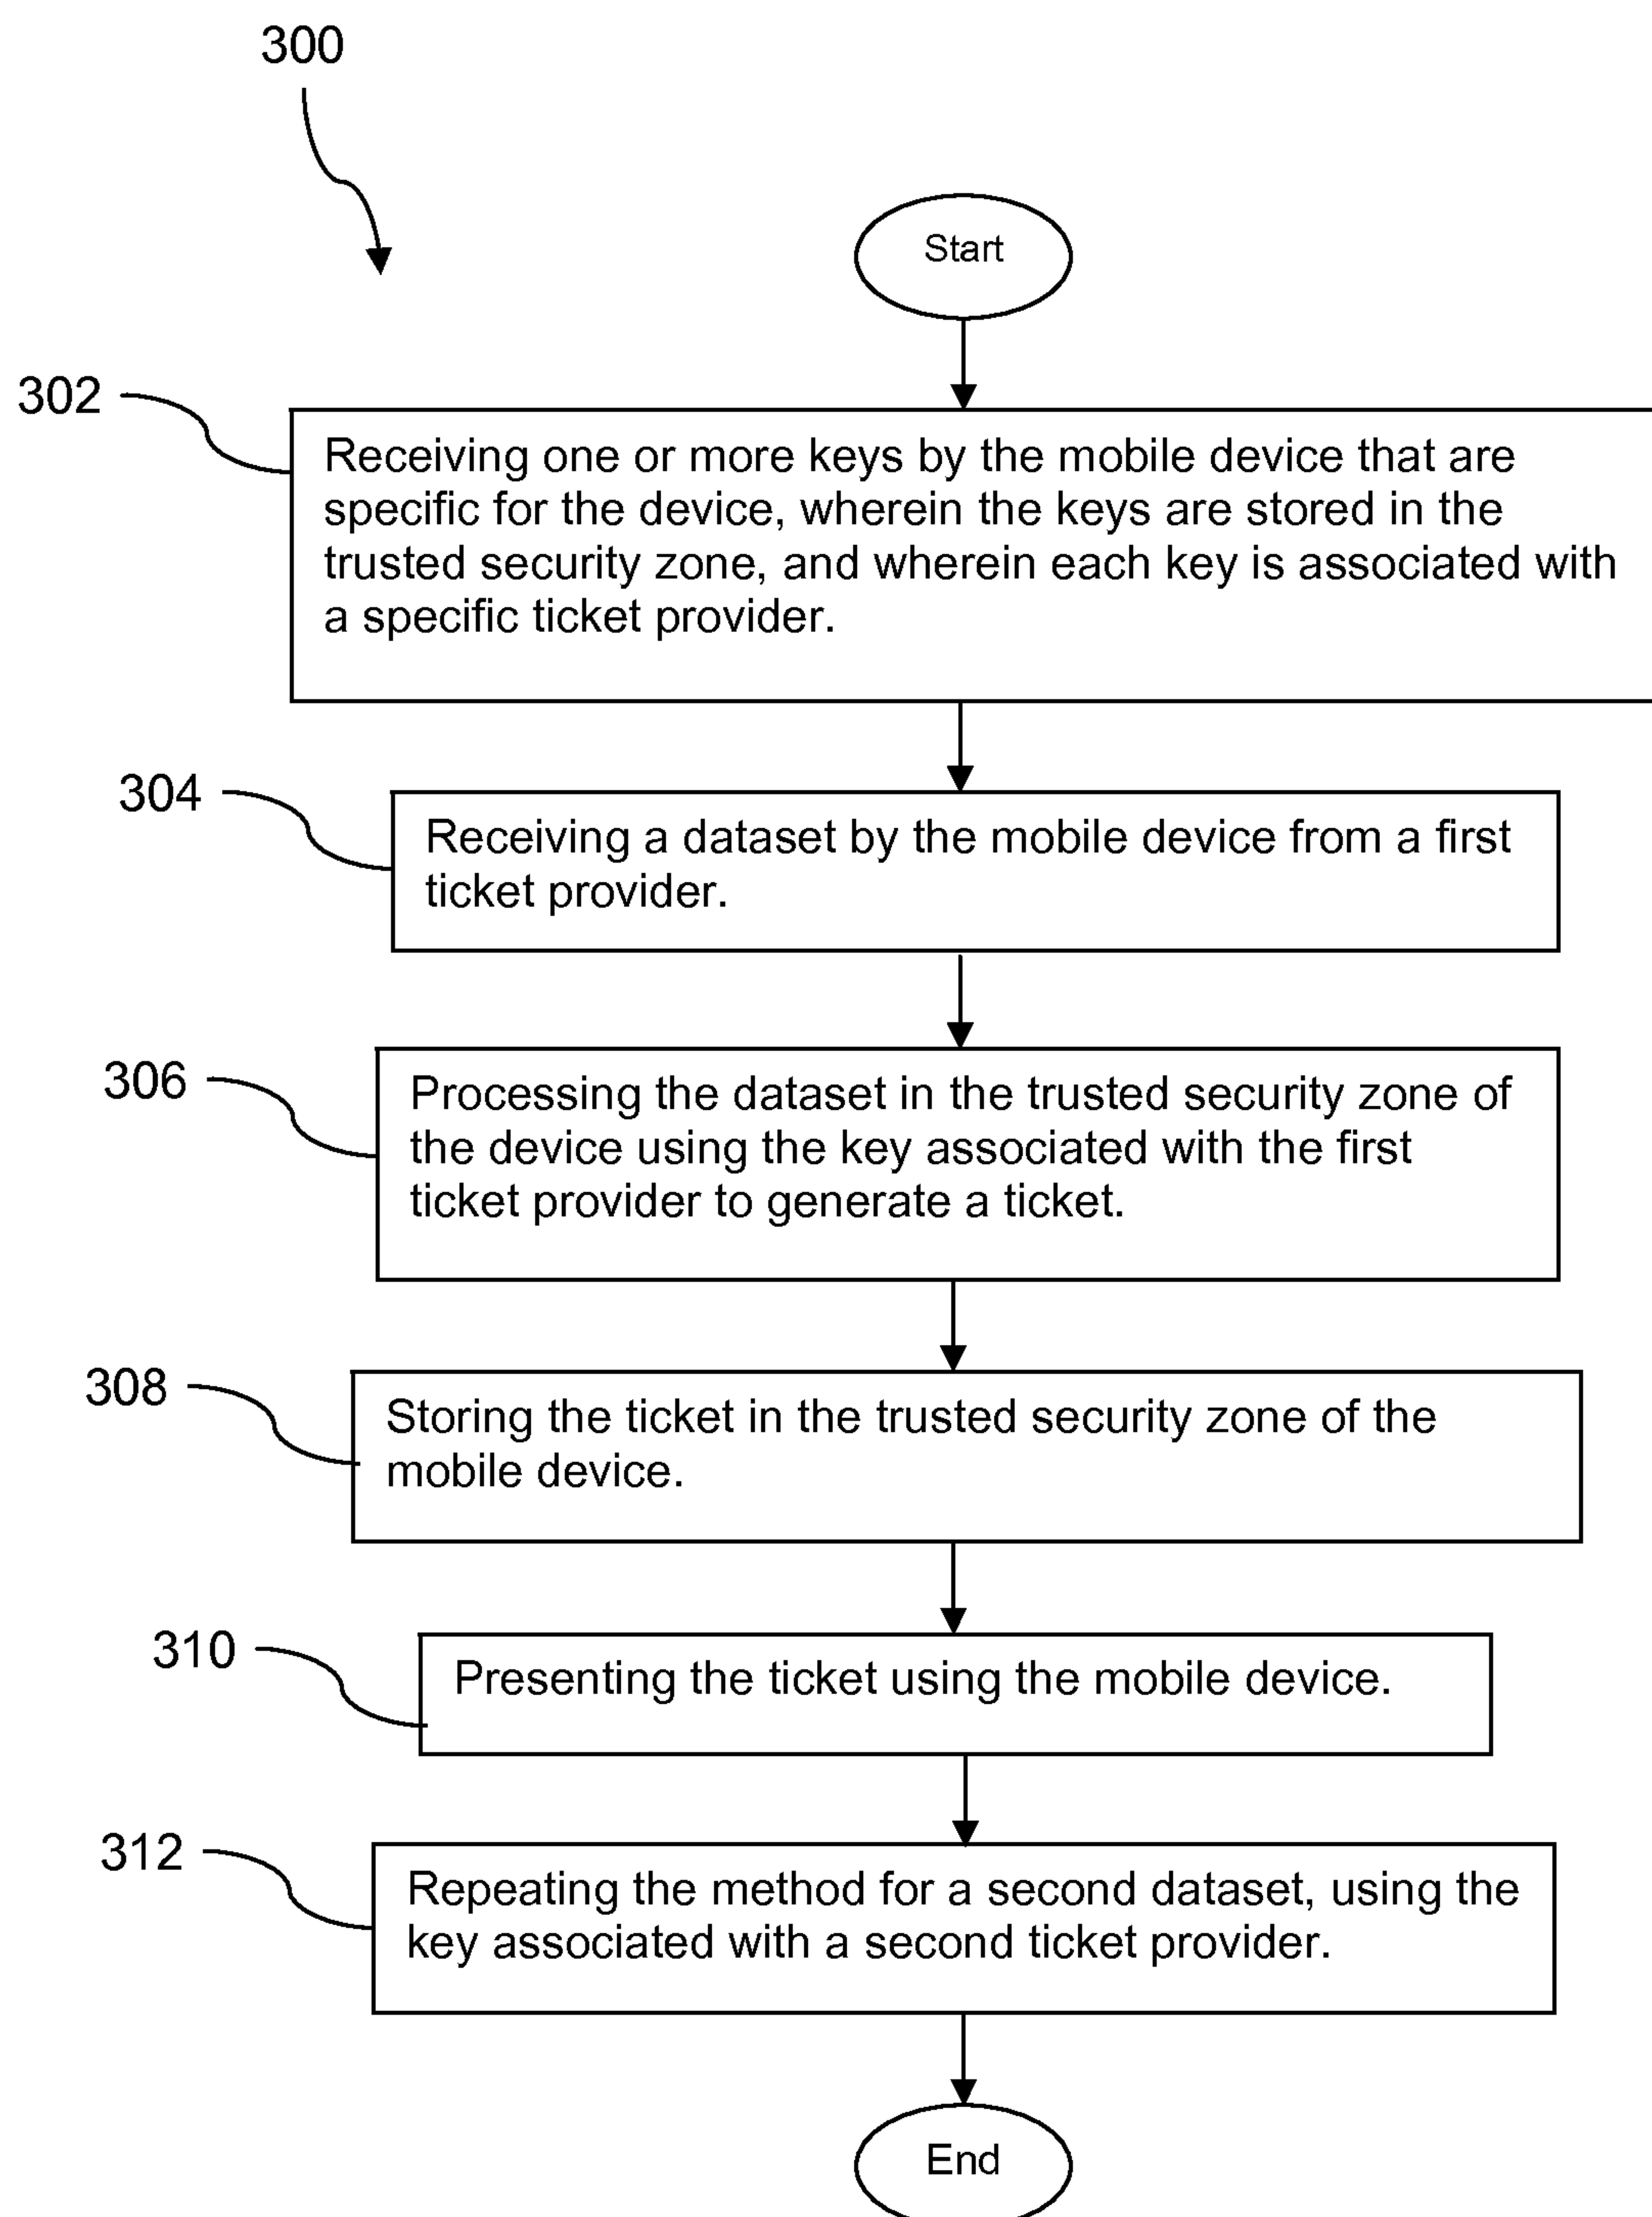 300
Start
302
Receiving one or more keys by the mobile device that are
specific for the device, wherein the keys are stored in the
trusted security zone, and wherein each key is associated with
a specific ticket provider.
304
Receiving a dataset by the mobile device from a first
ticket provider.
306
Processing the dataset in the trusted security zone of
the device using the key associated with the first
ticket provider to generate a ticket.
308
Storing the ticket in the trusted security zone of the
mobile device.
310
Presenting the ticket using the mobile device.
312
Repeating the method for a second dataset, using the
key associated with a second ticket provider.
End